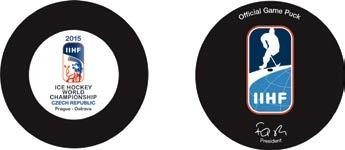 2015
IIHF
ICE HOCKEY
WORLD
CHAMPIONSHIP
CZECH REPUBLIC
Prague - Ostrava
Official Game Puck
IIHF
President